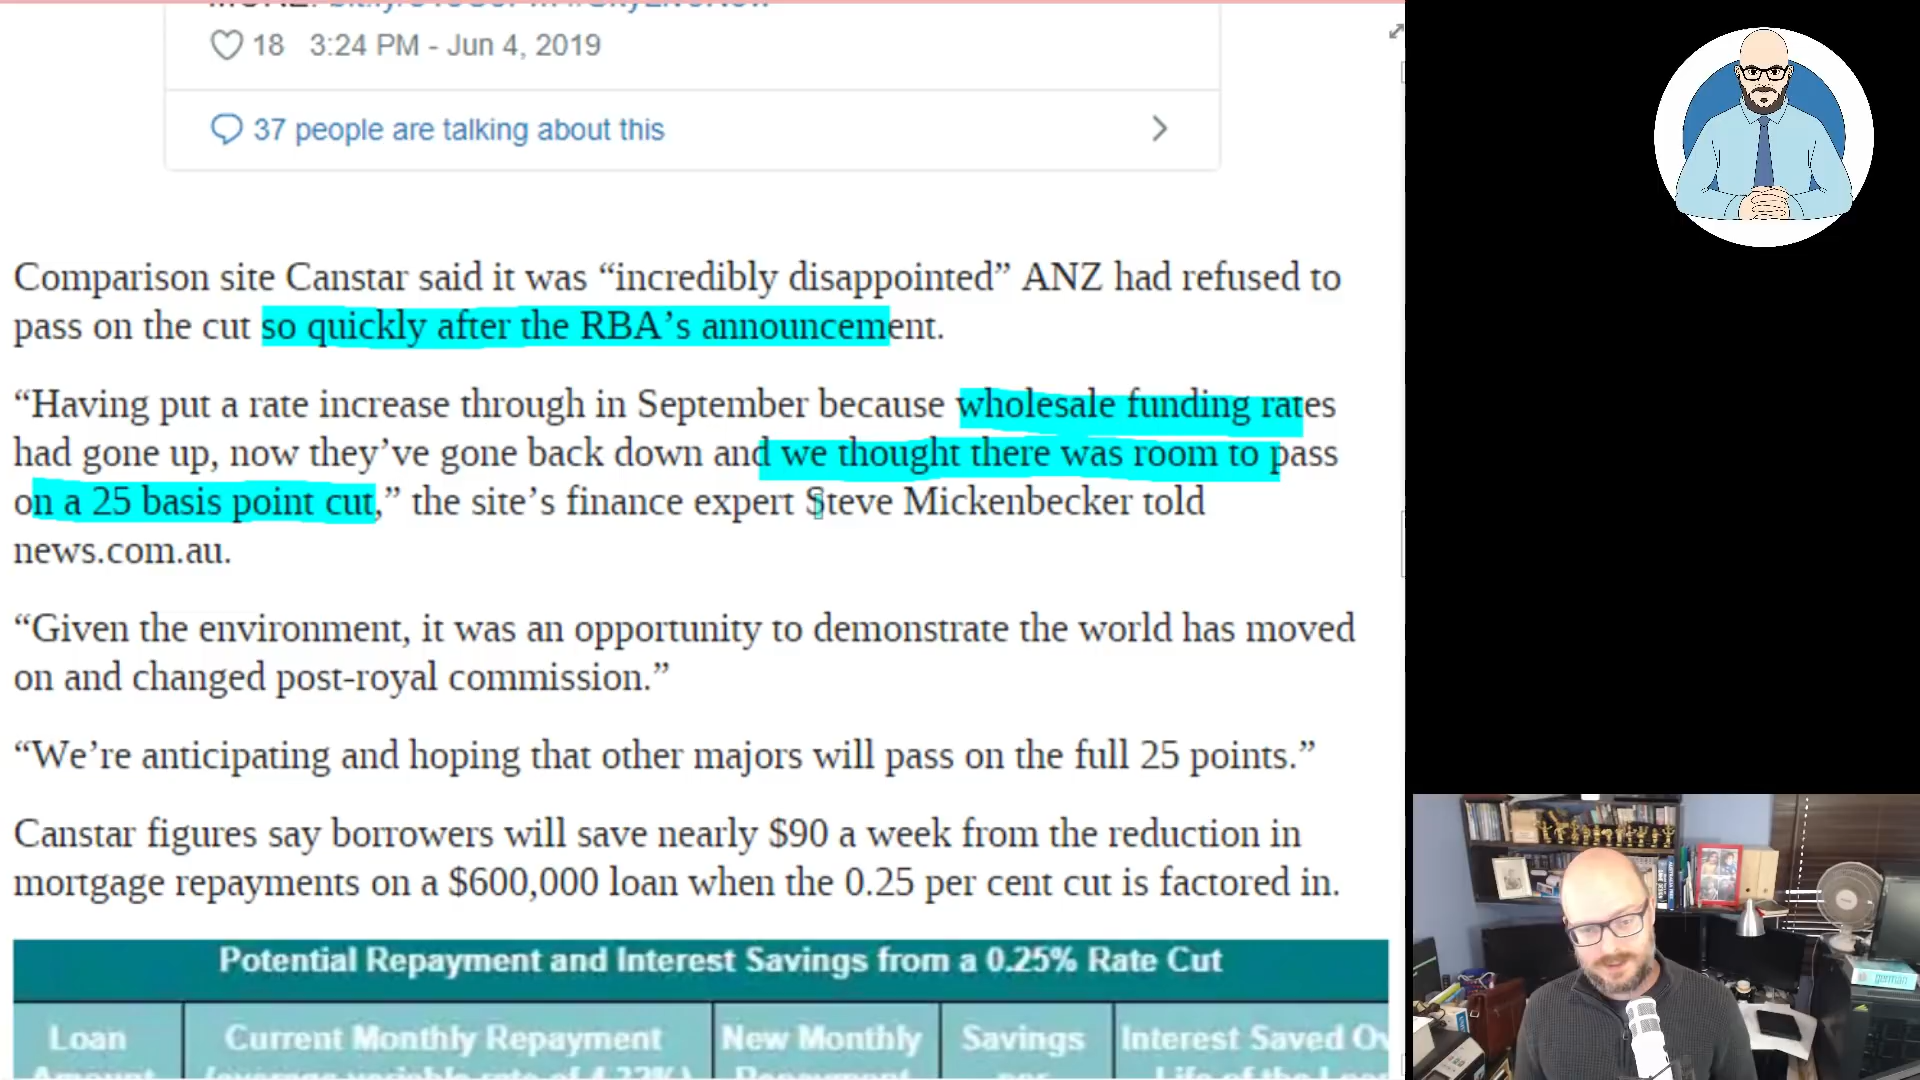 18 3:24 PM - Jun 4, 2019
37 people are talking about this
Comparison site Canstar said it was “incredibly disappointed” ANZ had refused to
pass on the cut so quickly after the RBA’s announcement.
“Having put a rate increase through in September because wholesale funding rates
had gone up, now they’ve gone back down and we thought there was room to pass
on a 25 basis point cut,” the site’s finance expert Steve Mickenbecker told
news.com.au.
“Given the environment, it was an opportunity to demonstrate the world has moved
on and changed post-royal commission.”
“We’re anticipating and hoping that other majors will pass on the full 25 points.”
Canstar figures say borrowers will save nearly $90 a week from the reduction in
mortgage repayments on a $600,000 loan when the 0.25 per cent cut is factored in.
Potential Repayment and Interest Savings from a 0.25% Rate Cut
Loan Current Monthly Repayment New Monthly Savings Interest Saved
Amount Repayment
german